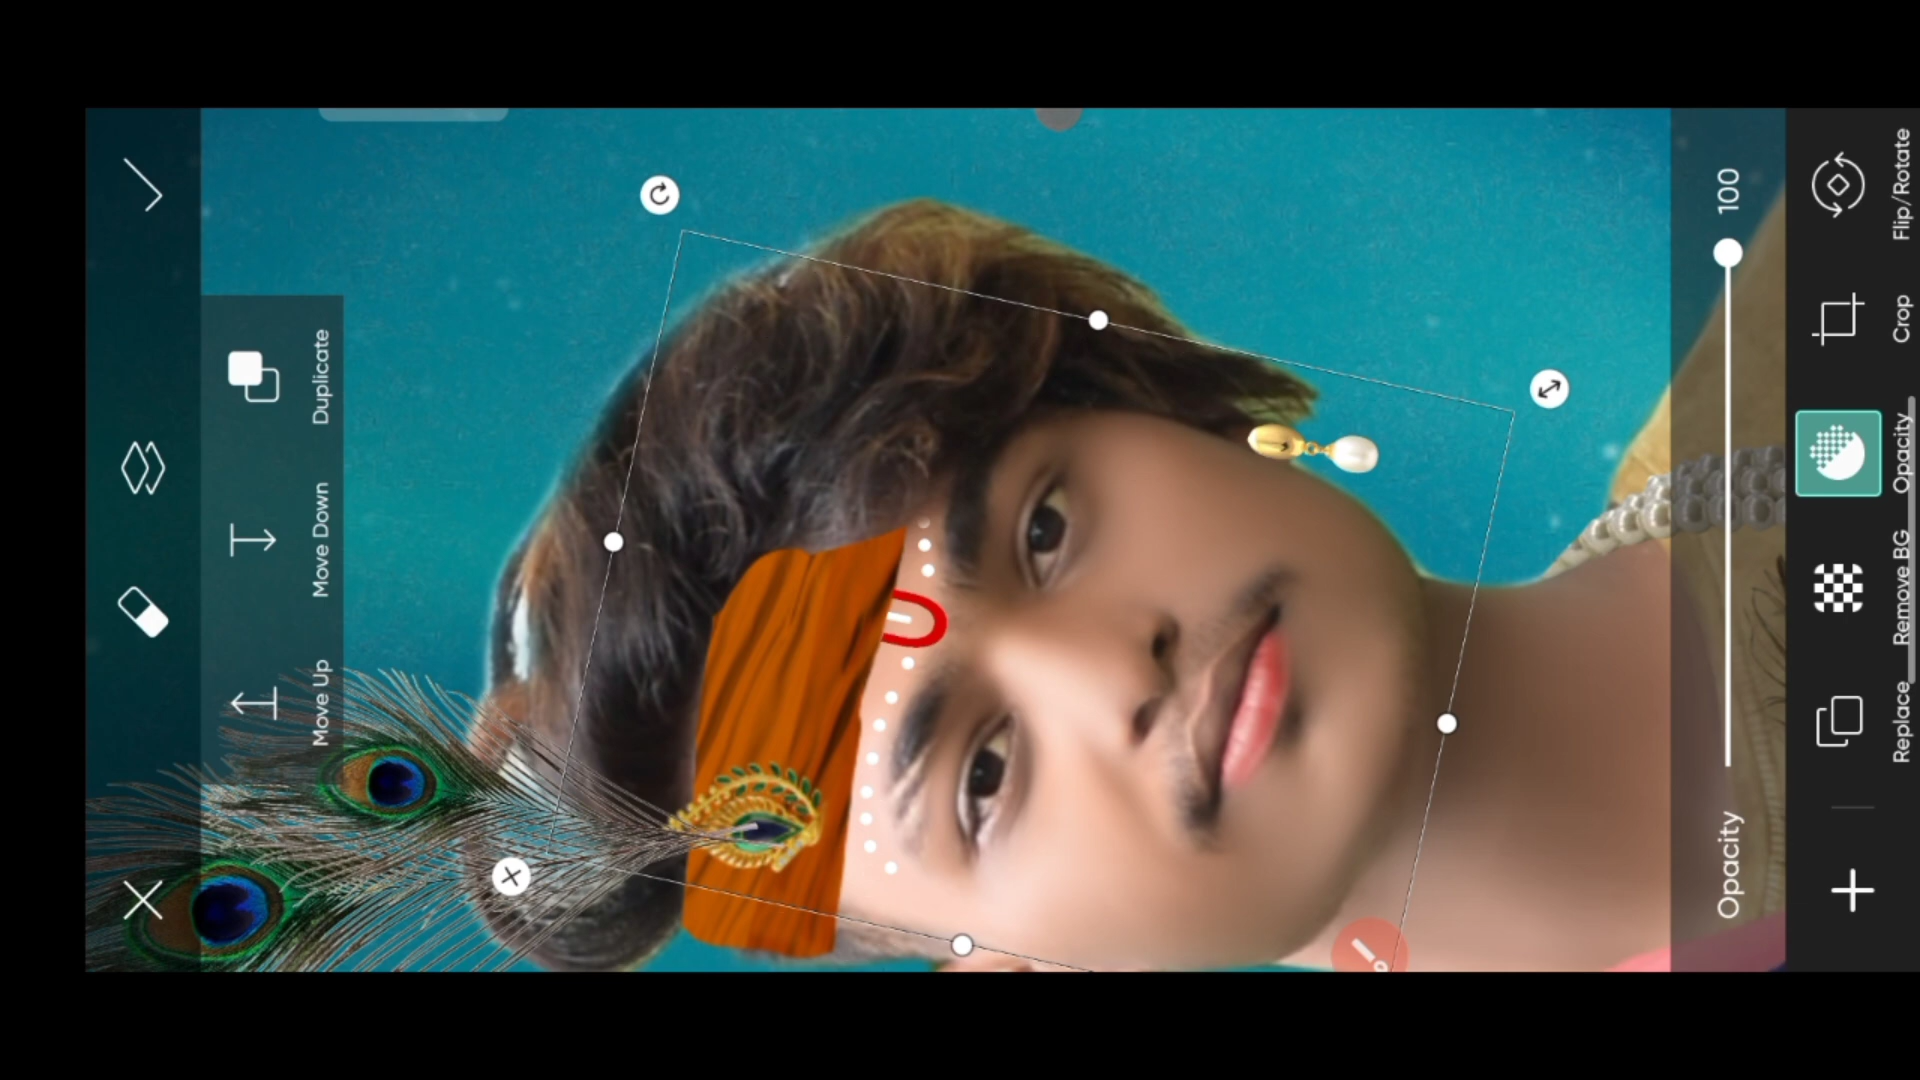 Move Up
Move Down
Duplicate
Opacity
100
Replace
Remove BG
Opacity
Crop
Flip/Rotate